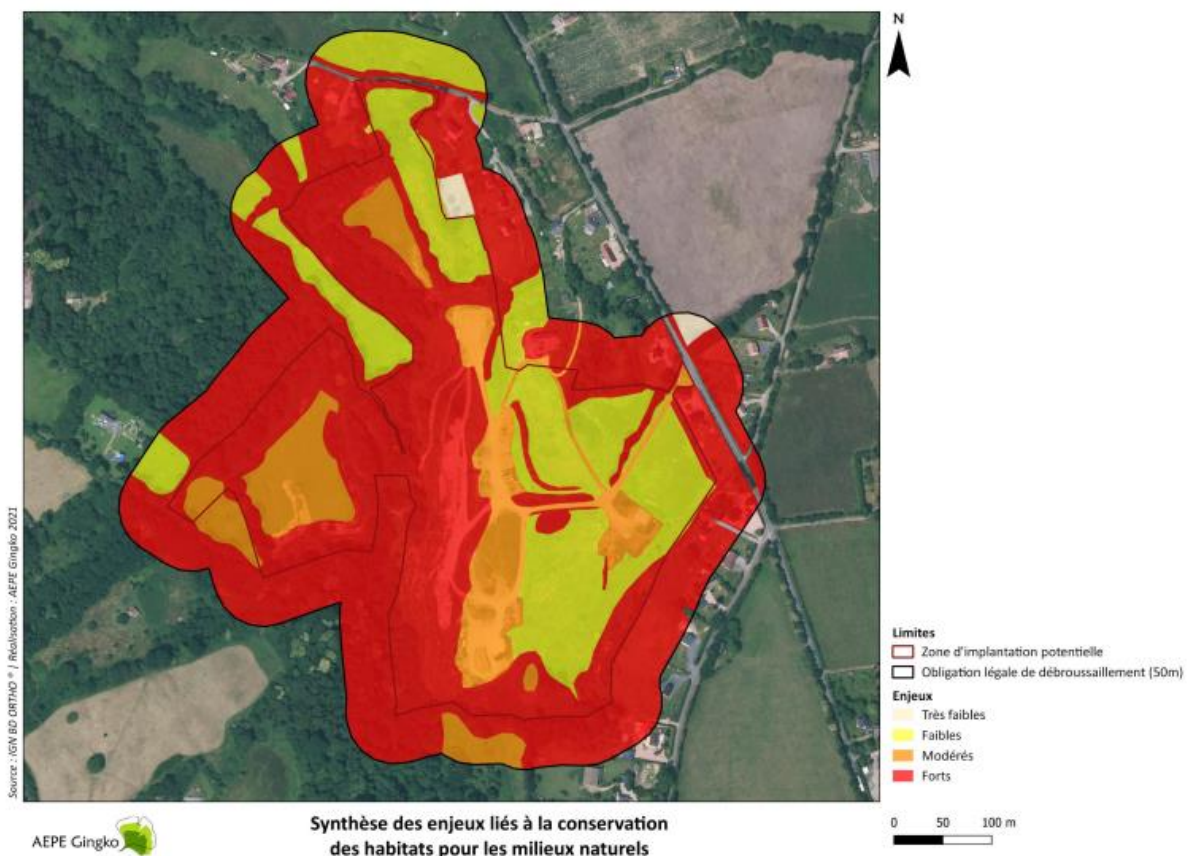 N
Source : IGN BD ORTHO ® / Réalisation : AEPE Gingko 2021
Limites
Zone d'implantation potentielle
Obligation légale de débroussaillement (50m)
Enjeux
Très faibles
Faibles
Modérés
Forts
0 50 100 m
AEPE Gingko
Synthèse des enjeux liés à la conservation
des habitats pour les milieux naturels